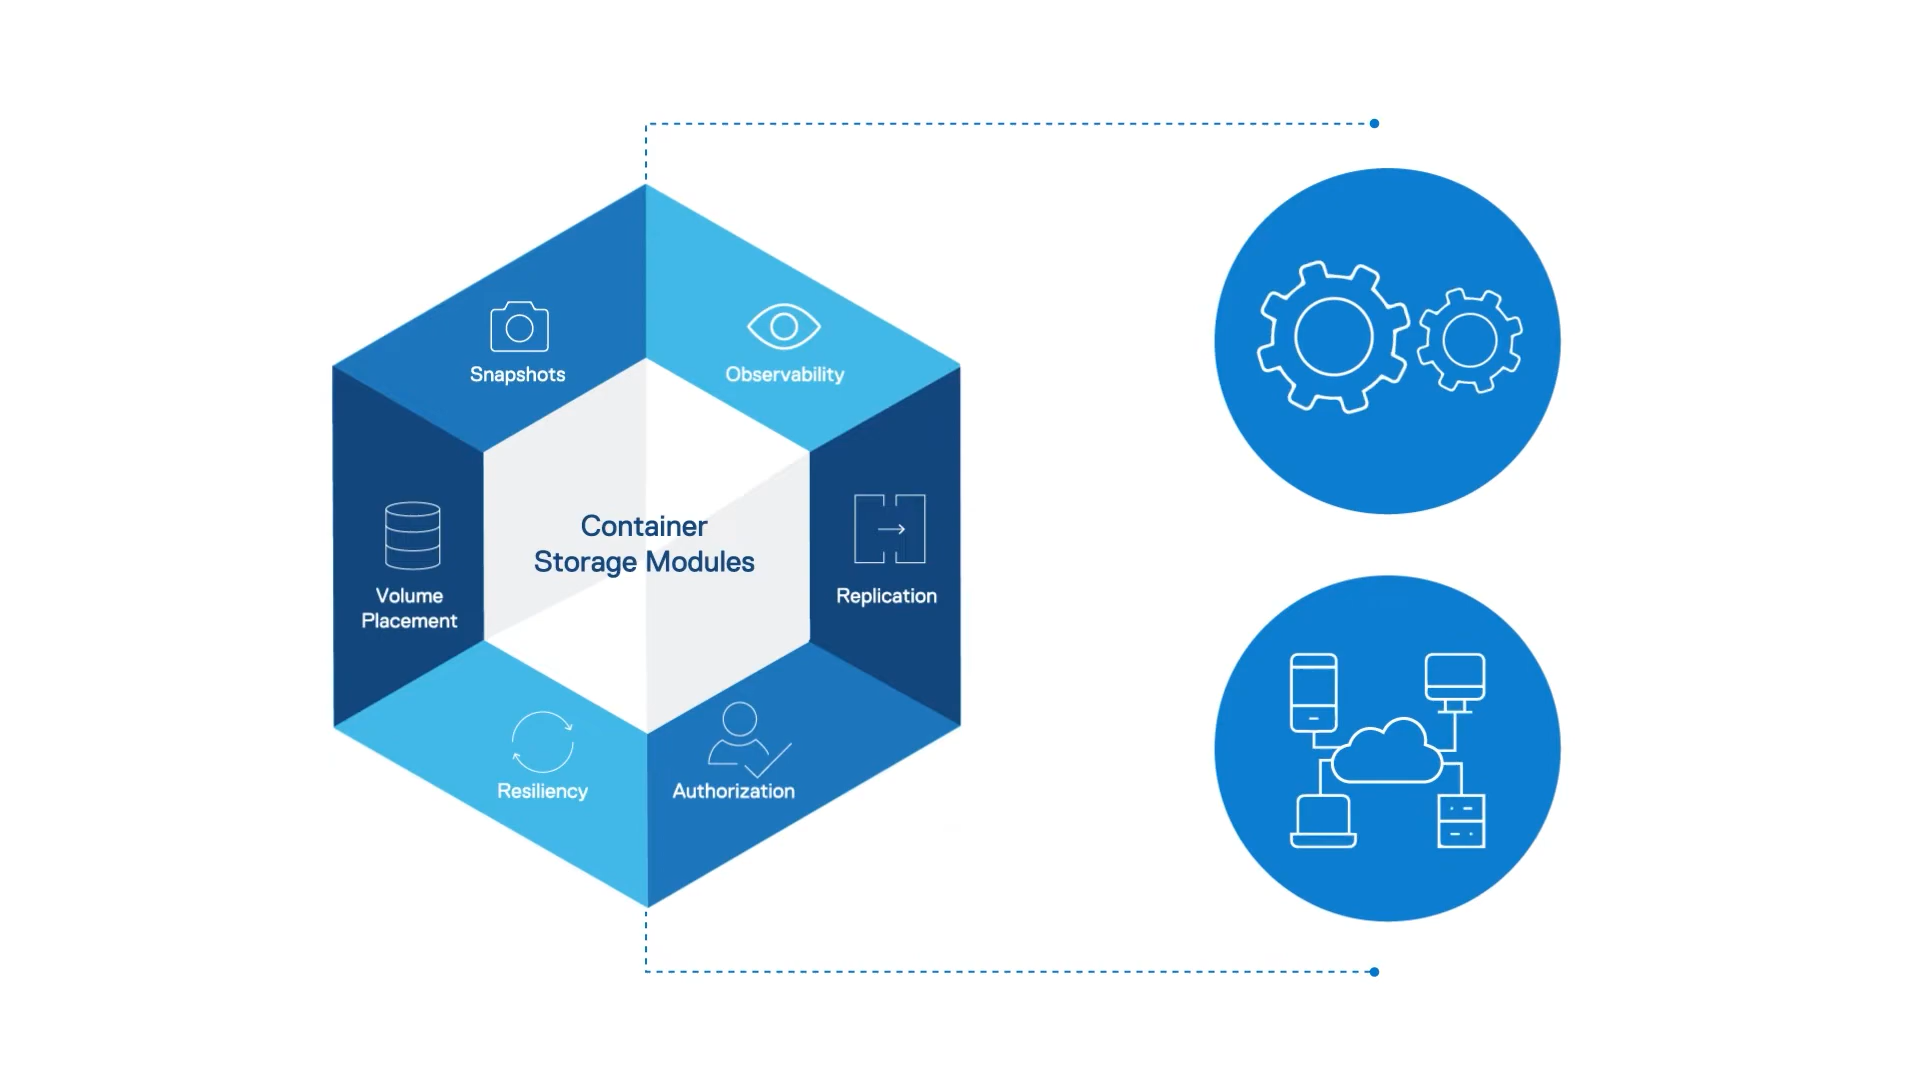 Snapshots
Observability
Container
Storage Modules
Volume
Placement
Replication
Resiliency
Authorization